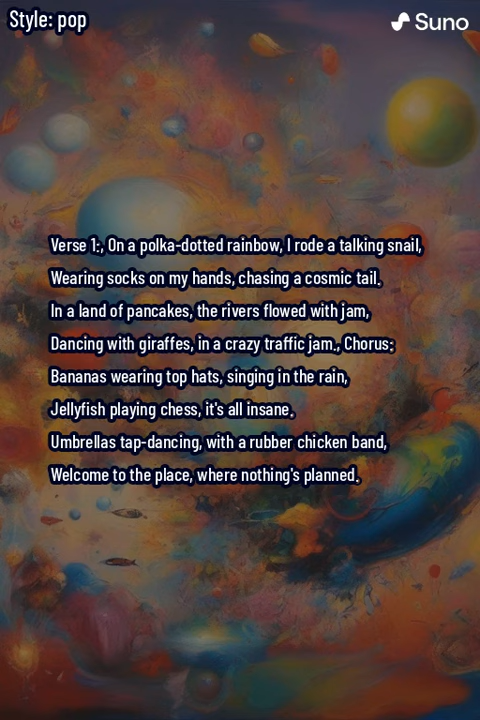 Style: pop
Suno
Verse 1:, On a polka-dotted rainbow, I rode a talking snail,
Wearing socks on my hands, chasing a cosmic tail.
In a land of pancakes, the rivers flowed with jam,
Dancing with giraffes, in a crazy traffic jam., Chorus:
Bananas wearing top hats, singing in the rain,
Jellyfish playing chess, it's all insane.
Umbrellas tap-dancing, with a rubber chicken band,
Welcome to the place, where nothing's planned.